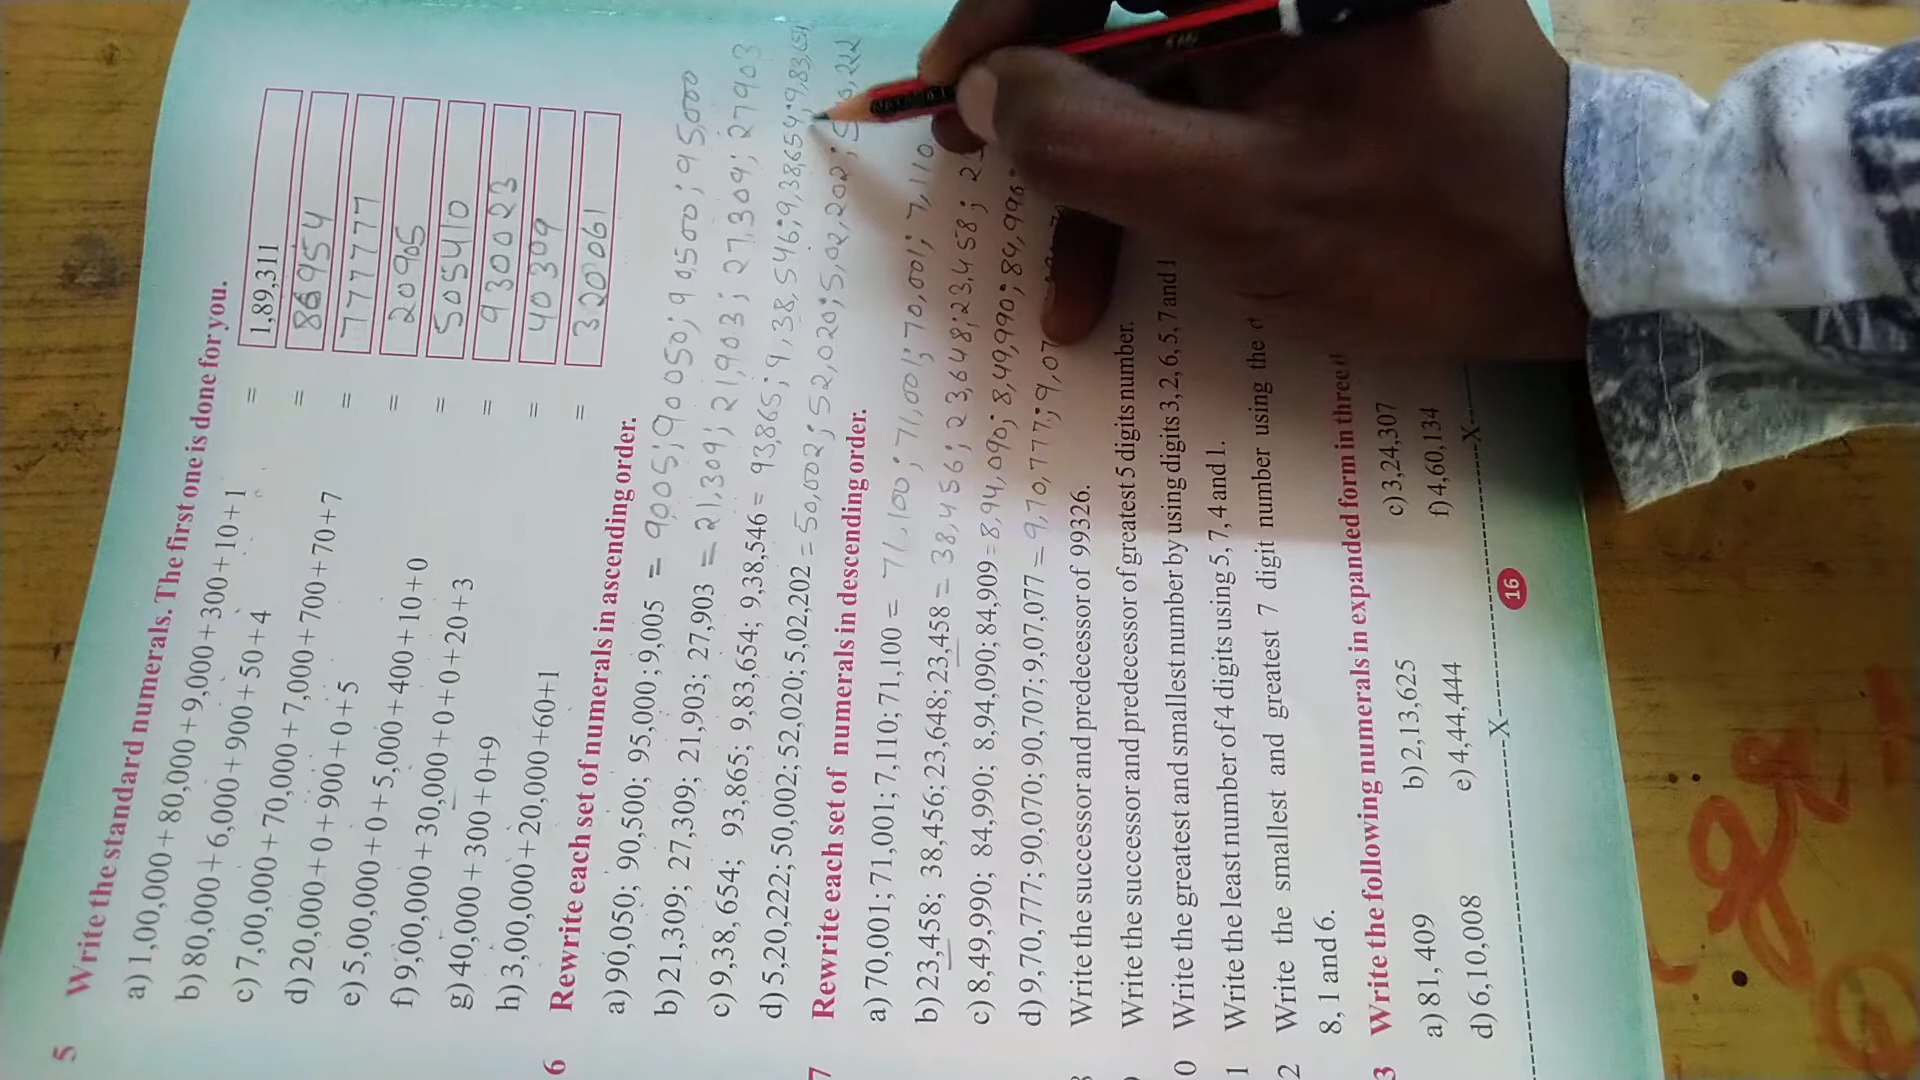 5 Write the standard numerals. The first one is done for you.
a) 1,00,000+80,000+9,000+300+10+1 = 1,89,311
b) 80,000+6,000+900+50+4 = 86954
c) 7,00,000+70,000+7,000+700+70+7 = 777777
d) 20,000+0+900+0+5 = 20905
e) 5,00,000+0+5,000+400+10+0 = 505410
f) 9,00,000+30,000+0+0+20+3 = 930023
g) 40,000+300+0+9 = 40309
h) 3,00,000+20,000+60+1 = 320061
6 Rewrite each set of numerals in ascending order.
a) 90,050; 90,500; 95,000; 9,005 = 9,005; 90050; 90,500; 95,000
b) 21,309; 27,309; 21,903; 27,903 = 21,309; 21,903; 27,309; 27903
c) 9,38,654; 93,865; 9,83,654; 9,38,546 = 93,865; 9,38,546; 9,38,654; 9,83,654
d) 5,20,222; 50,002; 52,020; 5,02,202 = 50,002; 52,020; 5,02,202;
7 Rewrite each set of numerals in descending order.
a) 70,001; 71,001; 7,110; 71,100 = 71,100; 71,001; 70,001; 7,110
b) 23,458; 38,456; 23,648; 23,458 = 38,456; 23,648; 23,458;
c) 8,49,990; 84,990; 8,94,090; 84,909 = 8,94,090; 8,49,990; 84,990;
d) 9,70,777; 90,070; 90,707; 9,07,077 = 9,70,777; 9,07
Write the successor and predecessor of 99326.
Write the successor and predecessor of greatest 5 digits number.
0 Write the greatest and smallest number by using digits 3, 2, 6, 5, 7 and 1
1 Write the least number of 4 digits using 5, 7, 4 and 1.
2 Write the smallest and greatest 7 digit number using the
8, 1 and 6.
3 Write the following numerals in expanded form in three
a) 81,409 b) 2,13,625 c) 3,24,307
d) 6,10,008 e) 4,44,444 f) 4,60,134
X X
16